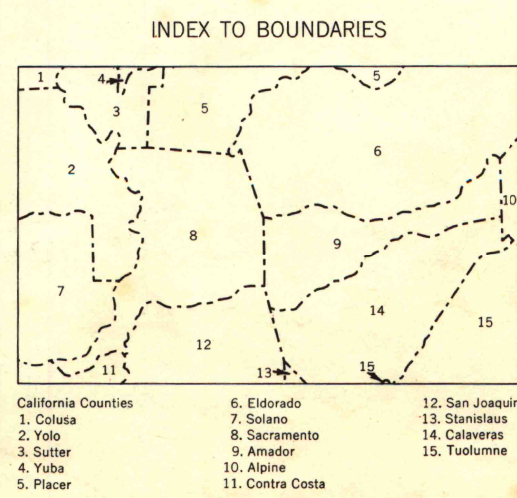 INDEX TO BOUNDARIES
1 4 3 5 5
2 6
10
8 9
7 14
12 15
11 13 15
California Counties
1. Colusa
2. Yolo
3. Sutter
4. Yuba
5. Placer
6. Eldorado
7. Solano
8. Sacramento
9. Amador
10. Alpine
11. Contra Costa
12. San Joaquin
13. Stanislaus
14. Calaveras
15. Tuolumne